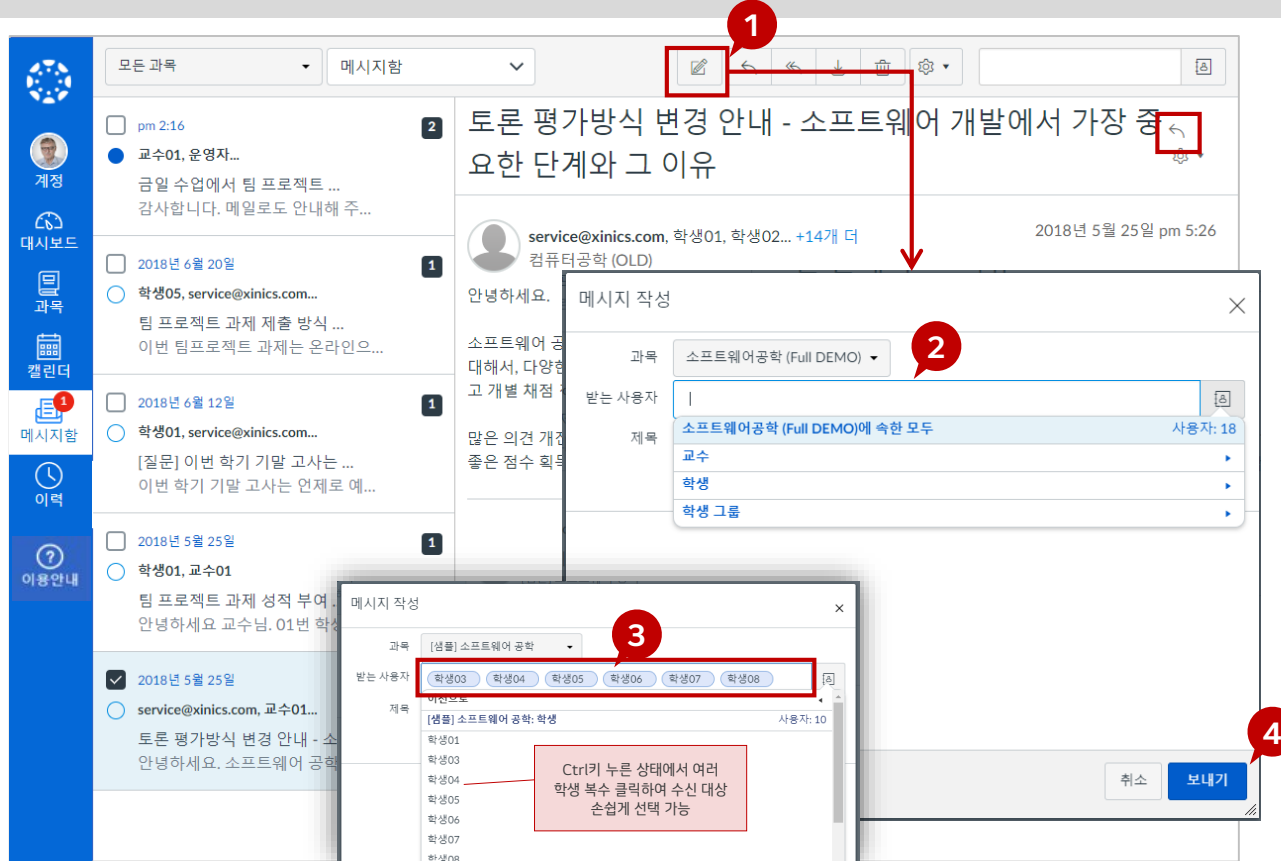 1
모든 과목
메시지함
계정
대시보드
과목
캘린더
1
메시지함
이력
이용안내
pm 2:16
2
교수01, 운영자...
금일 수업에서 팀 프로젝트 ...
감사합니다. 메일로도 안내해 주...
2018년 6월 20일
1
학생05, service@xinics.com...
팀 프로젝트 과제 제출 방식 ...
이번 팀프로젝트 과제는 온라인으...
2018년 6월 12일
1
학생01, service@xinics.com...
[질문] 이번 학기 기말 고사는 ...
이번 학기 기말 고사는 언제로 예...
2018년 5월 25일
1
학생01, 교수01
팀 프로젝트 과제 성적 부여 .
안녕하세요 교수님. 01번 학생
2018년 5월 25일
service@xinics.com, 교수01...
토론 평가방식 변경 안내 - 소
안녕하세요. 소프트웨어 공학
토론 평가방식 변경 안내 - 소프트웨어 개발에서 가장 중
요한 단계와 그 이유
service@xinics.com, 학생01, 학생02... +14개 더
2018년 5월 25일 pm 5:26
컴퓨터공학 (OLD)
안녕하세요.
소프트웨어 공
대해서, 다양한
고 개별 채점
많은 의견 개진
좋은 점수 획득
메시지 작성
2
과목
소프트웨어공학 (Full DEMO)
받는 사용자
제목
소프트웨어공학 (Full DEMO)에 속한 모두
사용자: 18
교수
학생
학생 그룹
취소
보내기
4
메시지 작성
3
과목
[샘플] 소프트웨어 공학
받는 사용자
학생03 학생04 학생05 학생06 학생07 학생08
제목
이전으로
[샘플] 소프트웨어 공학: 학생
사용자: 10
학생01
학생03
학생04
학생05
학생06
학생07
학생08
Ctrl키 누른 상태에서 여러
학생 복수 클릭하여 수신 대상
손쉽게 선택 가능